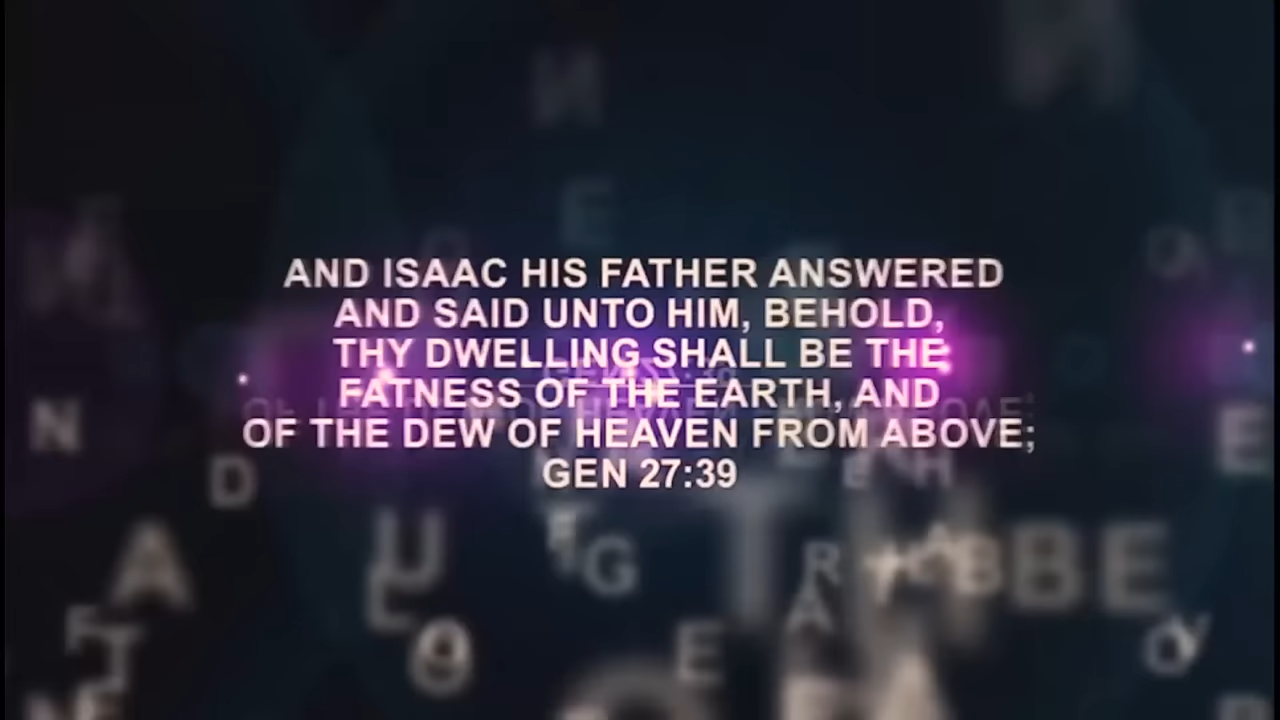 AND ISAAC HIS FATHER ANSWERED
AND SAID UNTO HIM, BEHOLD,
THY DWELLING SHALL BE THE
FATNESS OF THE EARTH, AND
OF THE DEW OF HEAVEN FROM ABOVE;
GEN 27:39